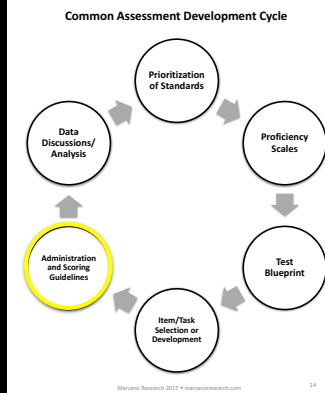 Common Assessment Development Cycle
Prioritization
of Standards
Proficiency
Scales
Test
Blueprint
Item/Task
Selection or
Development
Administration
and Scoring
Guidelines
Data
Discussions/
Analysis
Marzano Research 2017 • marzanoresearch.com
14